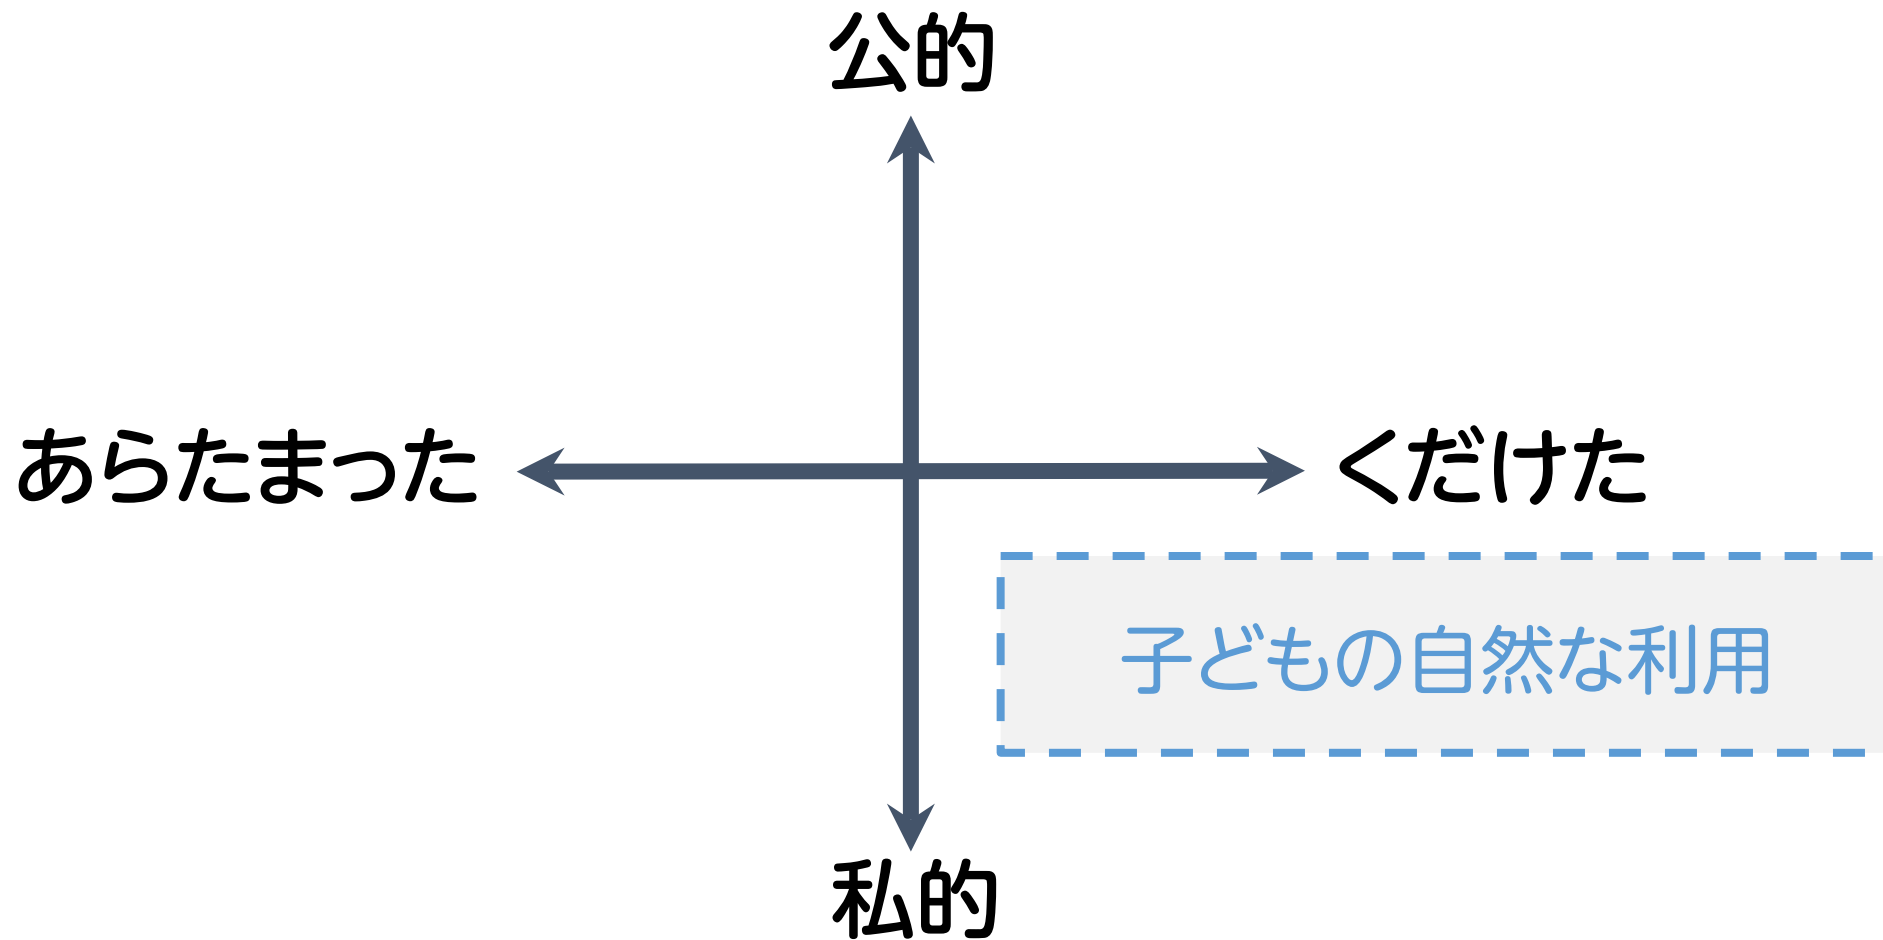 公的
あらたまった
くだけた
子どもの自然な利用
私的